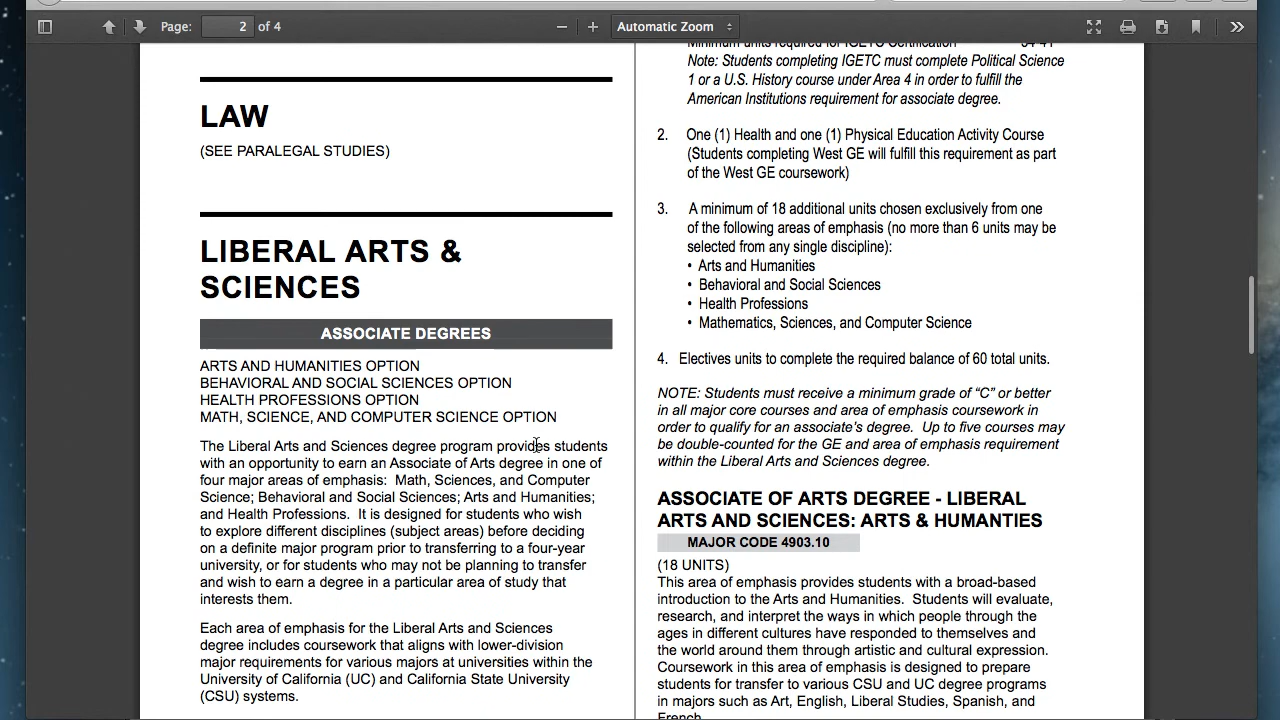 Page: 2 of 4
Automatic Zoom
LAW
(SEE PARALEGAL STUDIES)
LIBERAL ARTS &
SCIENCES
ASSOCIATE DEGREES
ARTS AND HUMANITIES OPTION
BEHAVIORAL AND SOCIAL SCIENCES OPTION
HEALTH PROFESSIONS OPTION
MATH, SCIENCE, AND COMPUTER SCIENCE OPTION
The Liberal Arts and Sciences degree program provides students
with an opportunity to earn an Associate of Arts degree in one of
four major areas of emphasis:  Math, Sciences, and Computer
Science; Behavioral and Social Sciences; Arts and Humanities;
and Health Professions.  It is designed for students who wish
to explore different disciplines (subject areas) before deciding
on a definite major program prior to transferring to a four-year
university, or for students who may not be planning to transfer
and wish to earn a degree in a particular area of study that
interests them.
Each area of emphasis for the Liberal Arts and Sciences
degree includes coursework that aligns with lower-division
major requirements for various majors at universities within the
University of California (UC) and California State University
(CSU) systems.
Minimum units required for IGETC Certification
Note: Students completing IGETC must complete Political Science
1 or a U.S. History course under Area 4 in order to fulfill the
American Institutions requirement for associate degree.
2. One (1) Health and one (1) Physical Education Activity Course
(Students completing West GE will fulfill this requirement as part
of the West GE coursework)
3. A minimum of 18 additional units chosen exclusively from one
of the following areas of emphasis (no more than 6 units may be
selected from any single discipline):
• Arts and Humanities
• Behavioral and Social Sciences
• Health Professions
• Mathematics, Sciences, and Computer Science
4. Electives units to complete the required balance of 60 total units.
NOTE: Students must receive a minimum grade of “C” or better
in all major core courses and area of emphasis coursework in
order to qualify for an associate’s degree.  Up to five courses may
be double-counted for the GE and area of emphasis requirement
within the Liberal Arts and Sciences degree.
ASSOCIATE OF ARTS DEGREE - LIBERAL
ARTS AND SCIENCES: ARTS & HUMANTIES
MAJOR CODE 4903.10
(18 UNITS)
This area of emphasis provides students with a broad-based
introduction to the Arts and Humanities.  Students will evaluate,
research, and interpret the ways in which people through the
ages in different cultures have responded to themselves and
the world around them through artistic and cultural expression.
Coursework in this area of emphasis is designed to prepare
students for transfer to various CSU and UC degree programs
in majors such as Art, English, Liberal Studies, Spanish, and
French